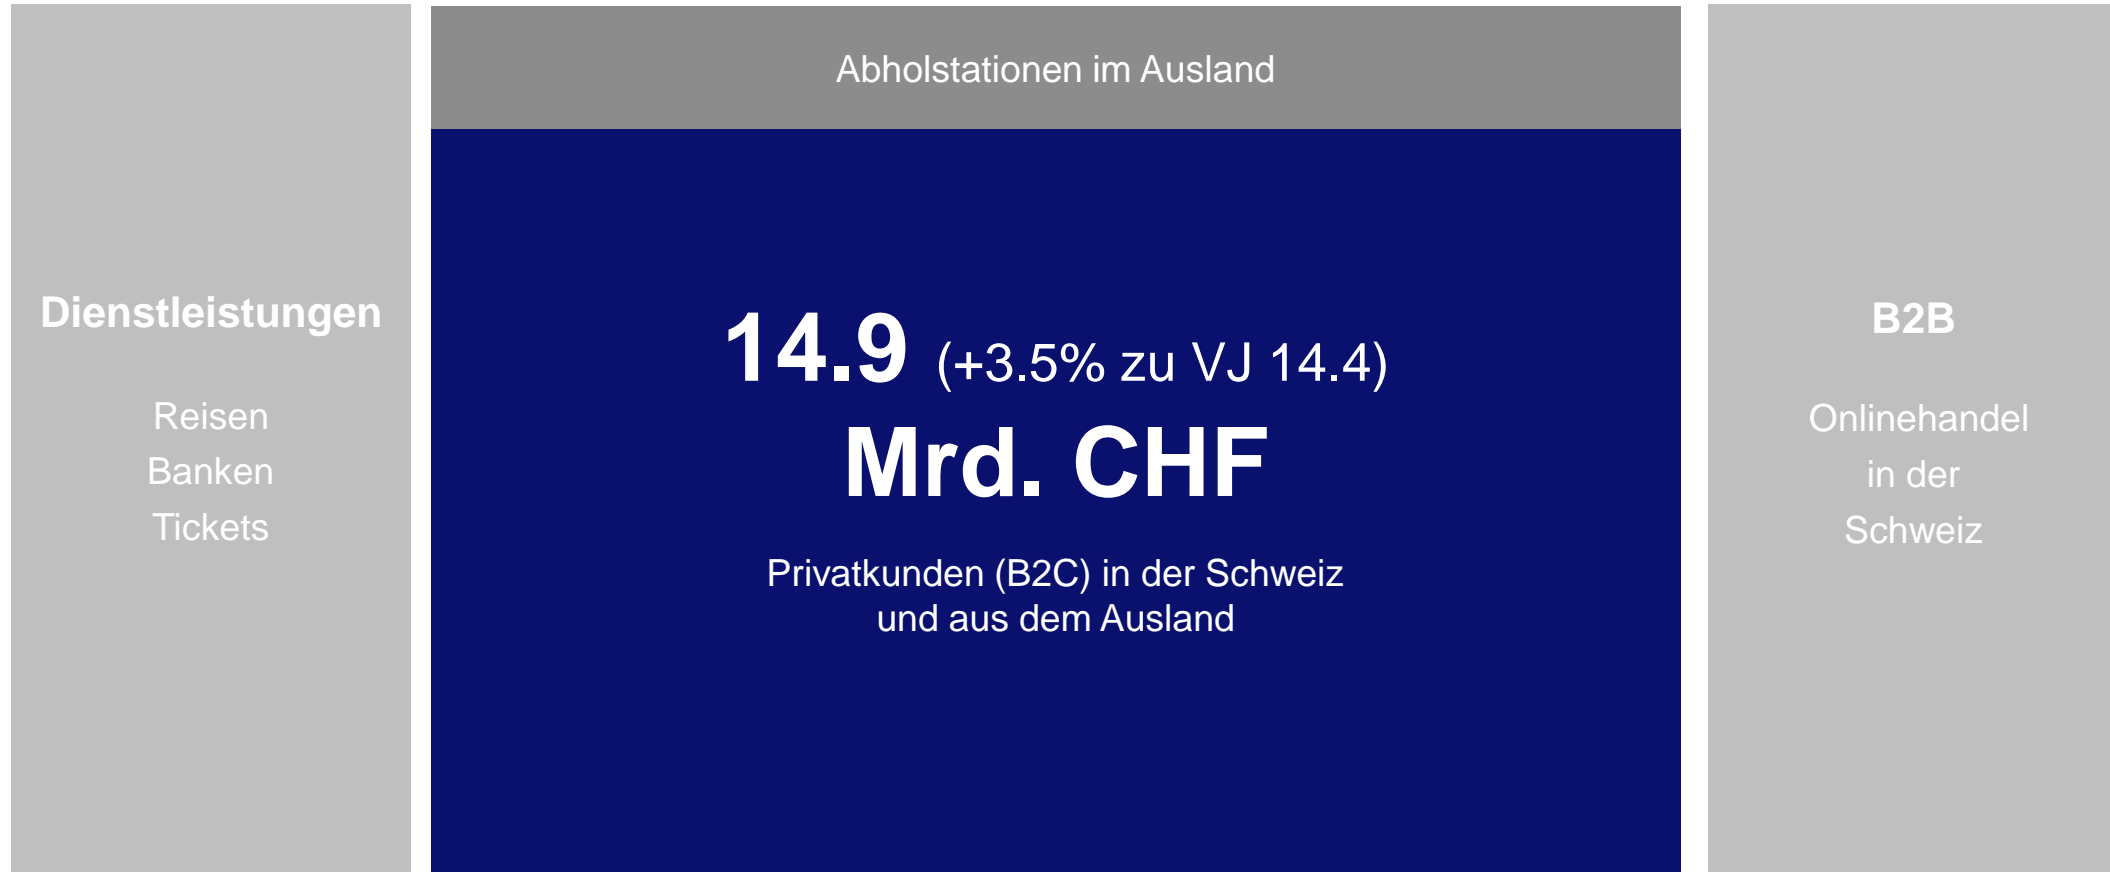 Dienstleistungen
Reisen
Banken
Tickets
Abholstationen im Ausland
14.9 (+3.5% zu VJ 14.4)
Mrd. CHF
Privatkunden (B2C) in der Schweiz
und aus dem Ausland
B2B
Onlinehandel
in der
Schweiz